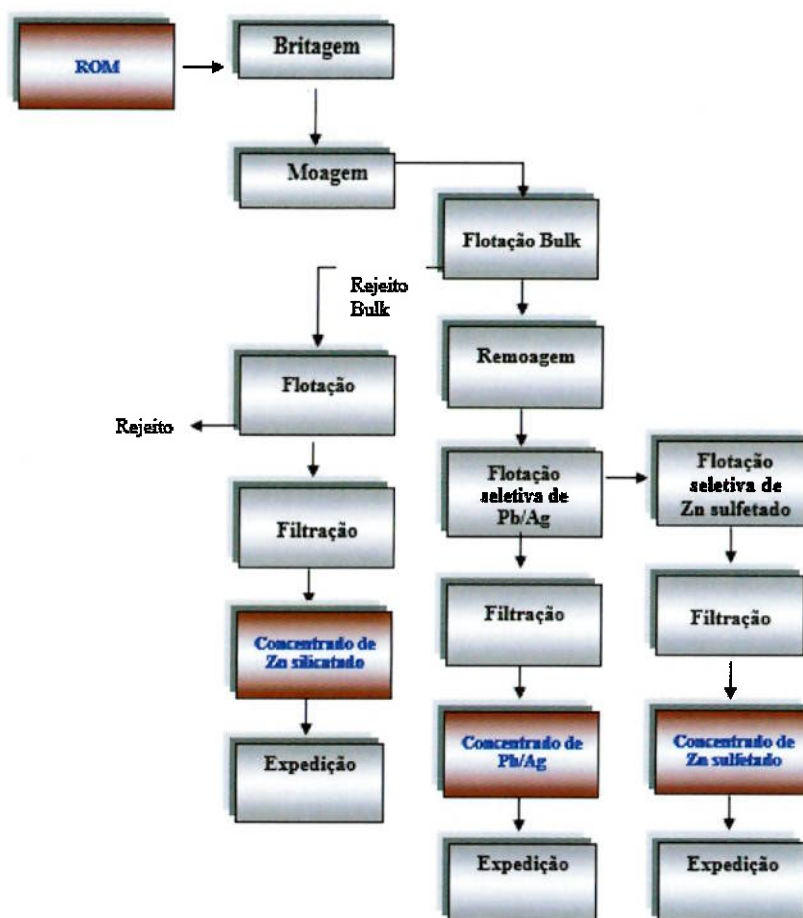 ROM
Britagem
Moagem
Flotação Bulk
Rejeito
Bulk
Flotação
Rejeito
Remoagem
Flotação
seletiva de
Pb/Ag
Flotação
seletiva de
Zn sulfetado
Filtração
Filtração
Filtração
Concentrado de
Zn silicatado
Concentrado de
Pb/Ag
Concentrado de
Zn sulfetado
Expedição
Expedição
Expedição